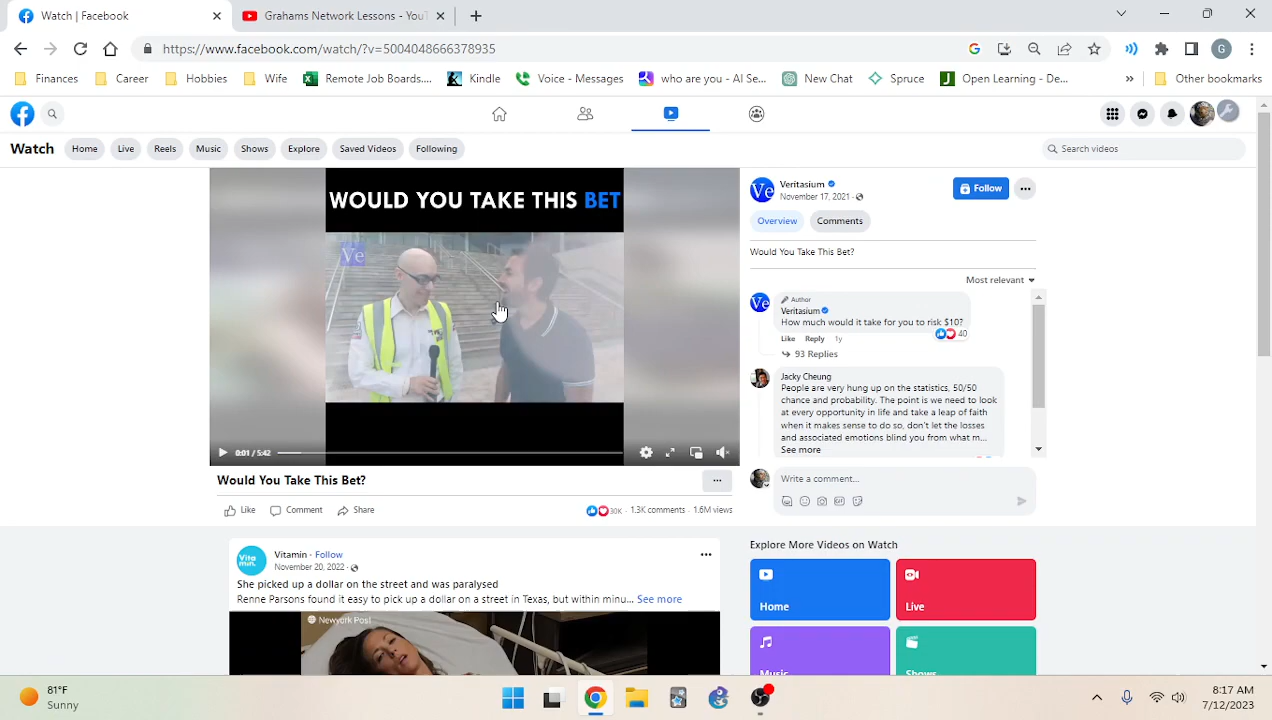 Watch | Facebook
Grahams Network Lessons - YouT
https://www.facebook.com/watch/?v=5004048666378935
G
Finances
Career
Hobbies
Wife
Remote Job Boards....
Kindle
Voice - Messages
who are you - AI Se...
New Chat
Spruce
Open Learning - De...
»
Other bookmarks
Watch
Home
Live
Reels
Music
Shows
Explore
Saved Videos
Following
Search videos
WOULD YOU TAKE THIS BET
Ve
0:01 / 5:42
Would You Take This Bet?
Like
Comment
Share
30K · 1.3K comments · 1.6M views
Ve
Veritasium
November 17, 2021 ·
Follow
Overview
Comments
Would You Take This Bet?
Most relevant
Ve
Author
Veritasium
How much would it take for you to risk $10?
40
Like Reply 1y
93 Replies
Jacky Cheung
People are very hung up on the statistics, 50/50
chance and probability. The point is we need to look
at every opportunity in life and take a leap of faith
when it makes sense to do so, don't let the losses
and associated emotions blind you from what m...
See more
Write a comment...
GIF
Vita
min.
Vitamin · Follow
November 20, 2022 ·
She picked up a dollar on the street and was paralysed
Renne Parsons found it easy to pick up a dollar on a street in Texas, but within minu... See more
Newyork Post
Explore More Videos on Watch
Home
Live
Music
Shows
81°F
Sunny
8:17 AM
7/12/2023